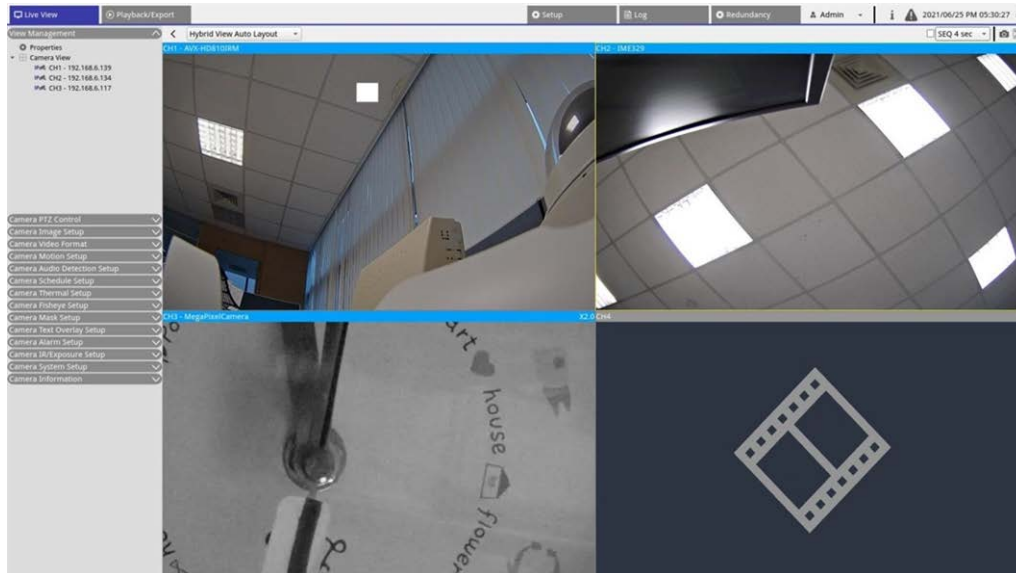 Live View
Playback/Export
Setup
Log
Redundancy
Admin
i
2021/06/25 PM 05:30:27
View Management
Hybrid View Auto Layout
SEQ 4 sec
Properties
Camera View
CH1 - 192.168.6.139
CH2 - 192.168.6.134
CH3 - 192.168.6.117
Camera PTZ Control
Camera Image Setup
Camera Video Format
Camera Motion Setup
Camera Audio Detection Setup
Camera Schedule Setup
Camera Thermal Setup
Camera Fisheye Setup
Camera Mask Setup
Camera Text Overlay Setup
Camera Alarm Setup
Camera IR/Exposure Setup
Camera System Setup
Camera Information
CH1 - AVX-HD810IRM
CH2 - IME329
CH3 - MegaPixelCamera
X2.0
CH4
house
flower